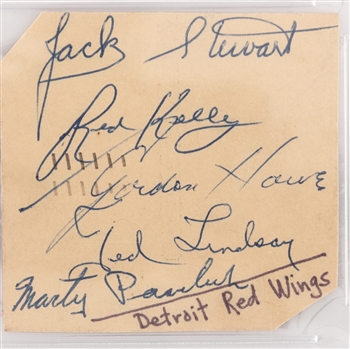 Jack Stewart
Red Kelly
Gordon Howe
Ted Lindsay
Marty Pavelich
Detroit Red Wings